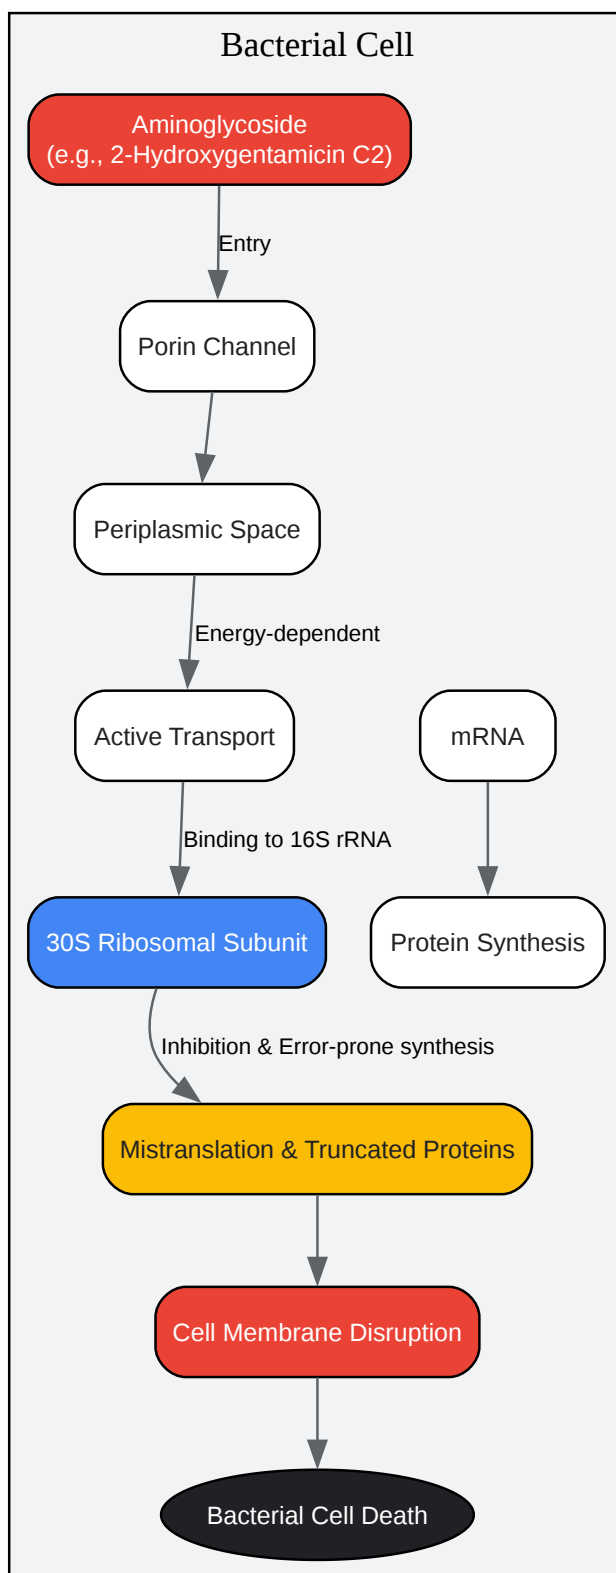 Bacterial Cell
Aminoglycoside
(e.g., 2-Hydroxygentamicin C2)
Entry
Porin Channel
Periplasmic Space
Energy-dependent
Active Transport
mRNA
Binding to 16S rRNA
30S Ribosomal Subunit
Protein Synthesis
Inhibition & Error-prone synthesis
Mistranslation & Truncated Proteins
Cell Membrane Disruption
Bacterial Cell Death